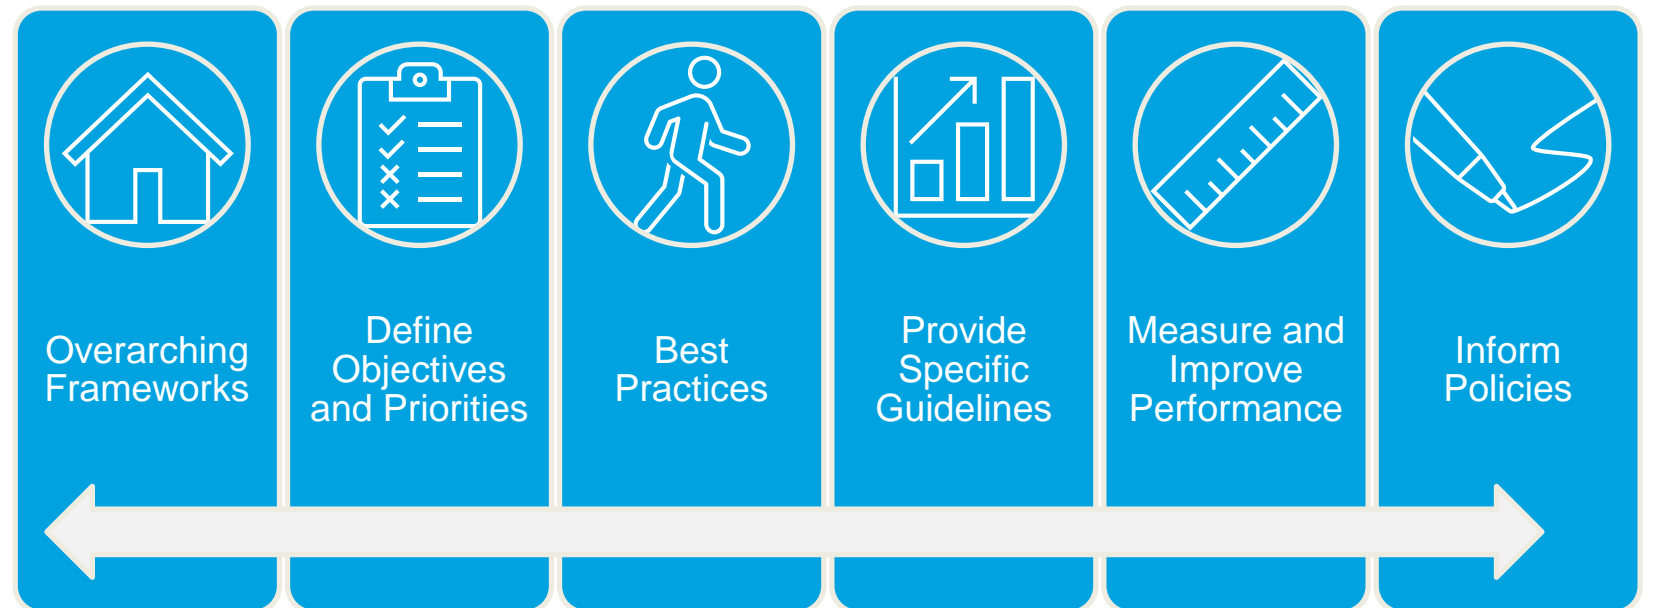 Overarching
Frameworks
Define
Objectives
and Priorities
Best
Practices
Provide
Specific
Guidelines
Measure and
Improve
Performance
Inform
Policies